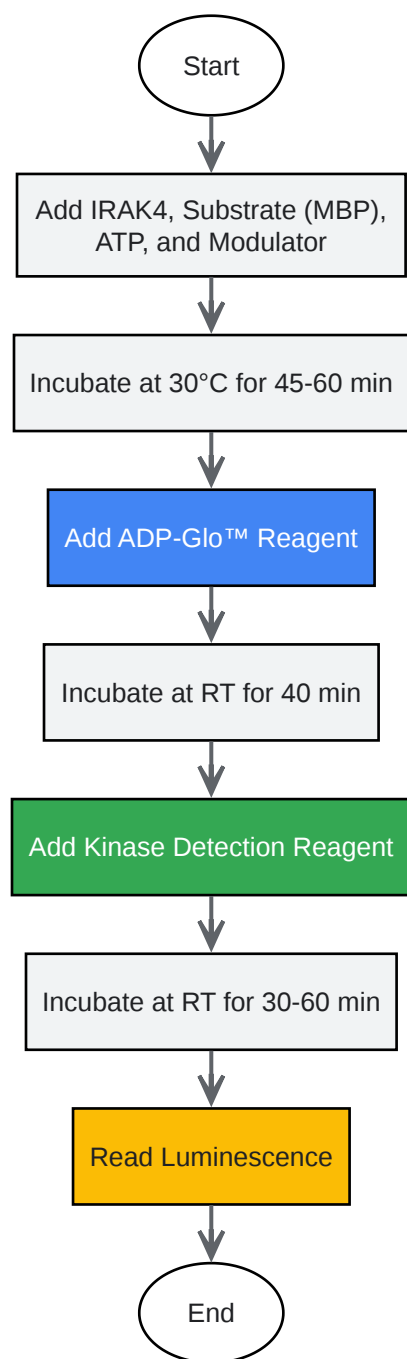 Start
Add IRAK4, Substrate (MBP),
ATP, and Modulator
Incubate at 30°C for 45-60 min
Add ADP-Glo™ Reagent
Incubate at RT for 40 min
Add Kinase Detection Reagent
Incubate at RT for 30-60 min
Read Luminescence
End